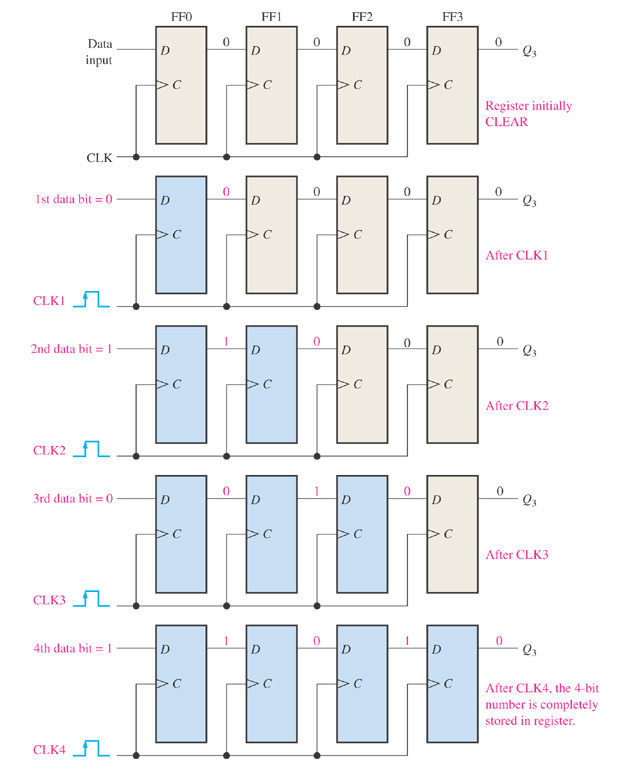 FF0 FF1 FF2 FF3
Data
input
D 0 D 0 D 0 D 0 Q3
C C C C
Register initially
CLEAR
CLK
1st data bit = 0 D 0 D 0 D 0 D 0 Q3
C C C C
After CLK1
CLK1
2nd data bit = 1 D 1 D 0 D 0 D 0 Q3
C C C C
After CLK2
CLK2
3rd data bit = 0 D 0 D 1 D 0 D 0 Q3
C C C C
After CLK3
CLK3
4th data bit = 1 D 1 D 0 D 1 D 0 Q3
C C C C
After CLK4, the 4-bit
number is completely
stored in register.
CLK4